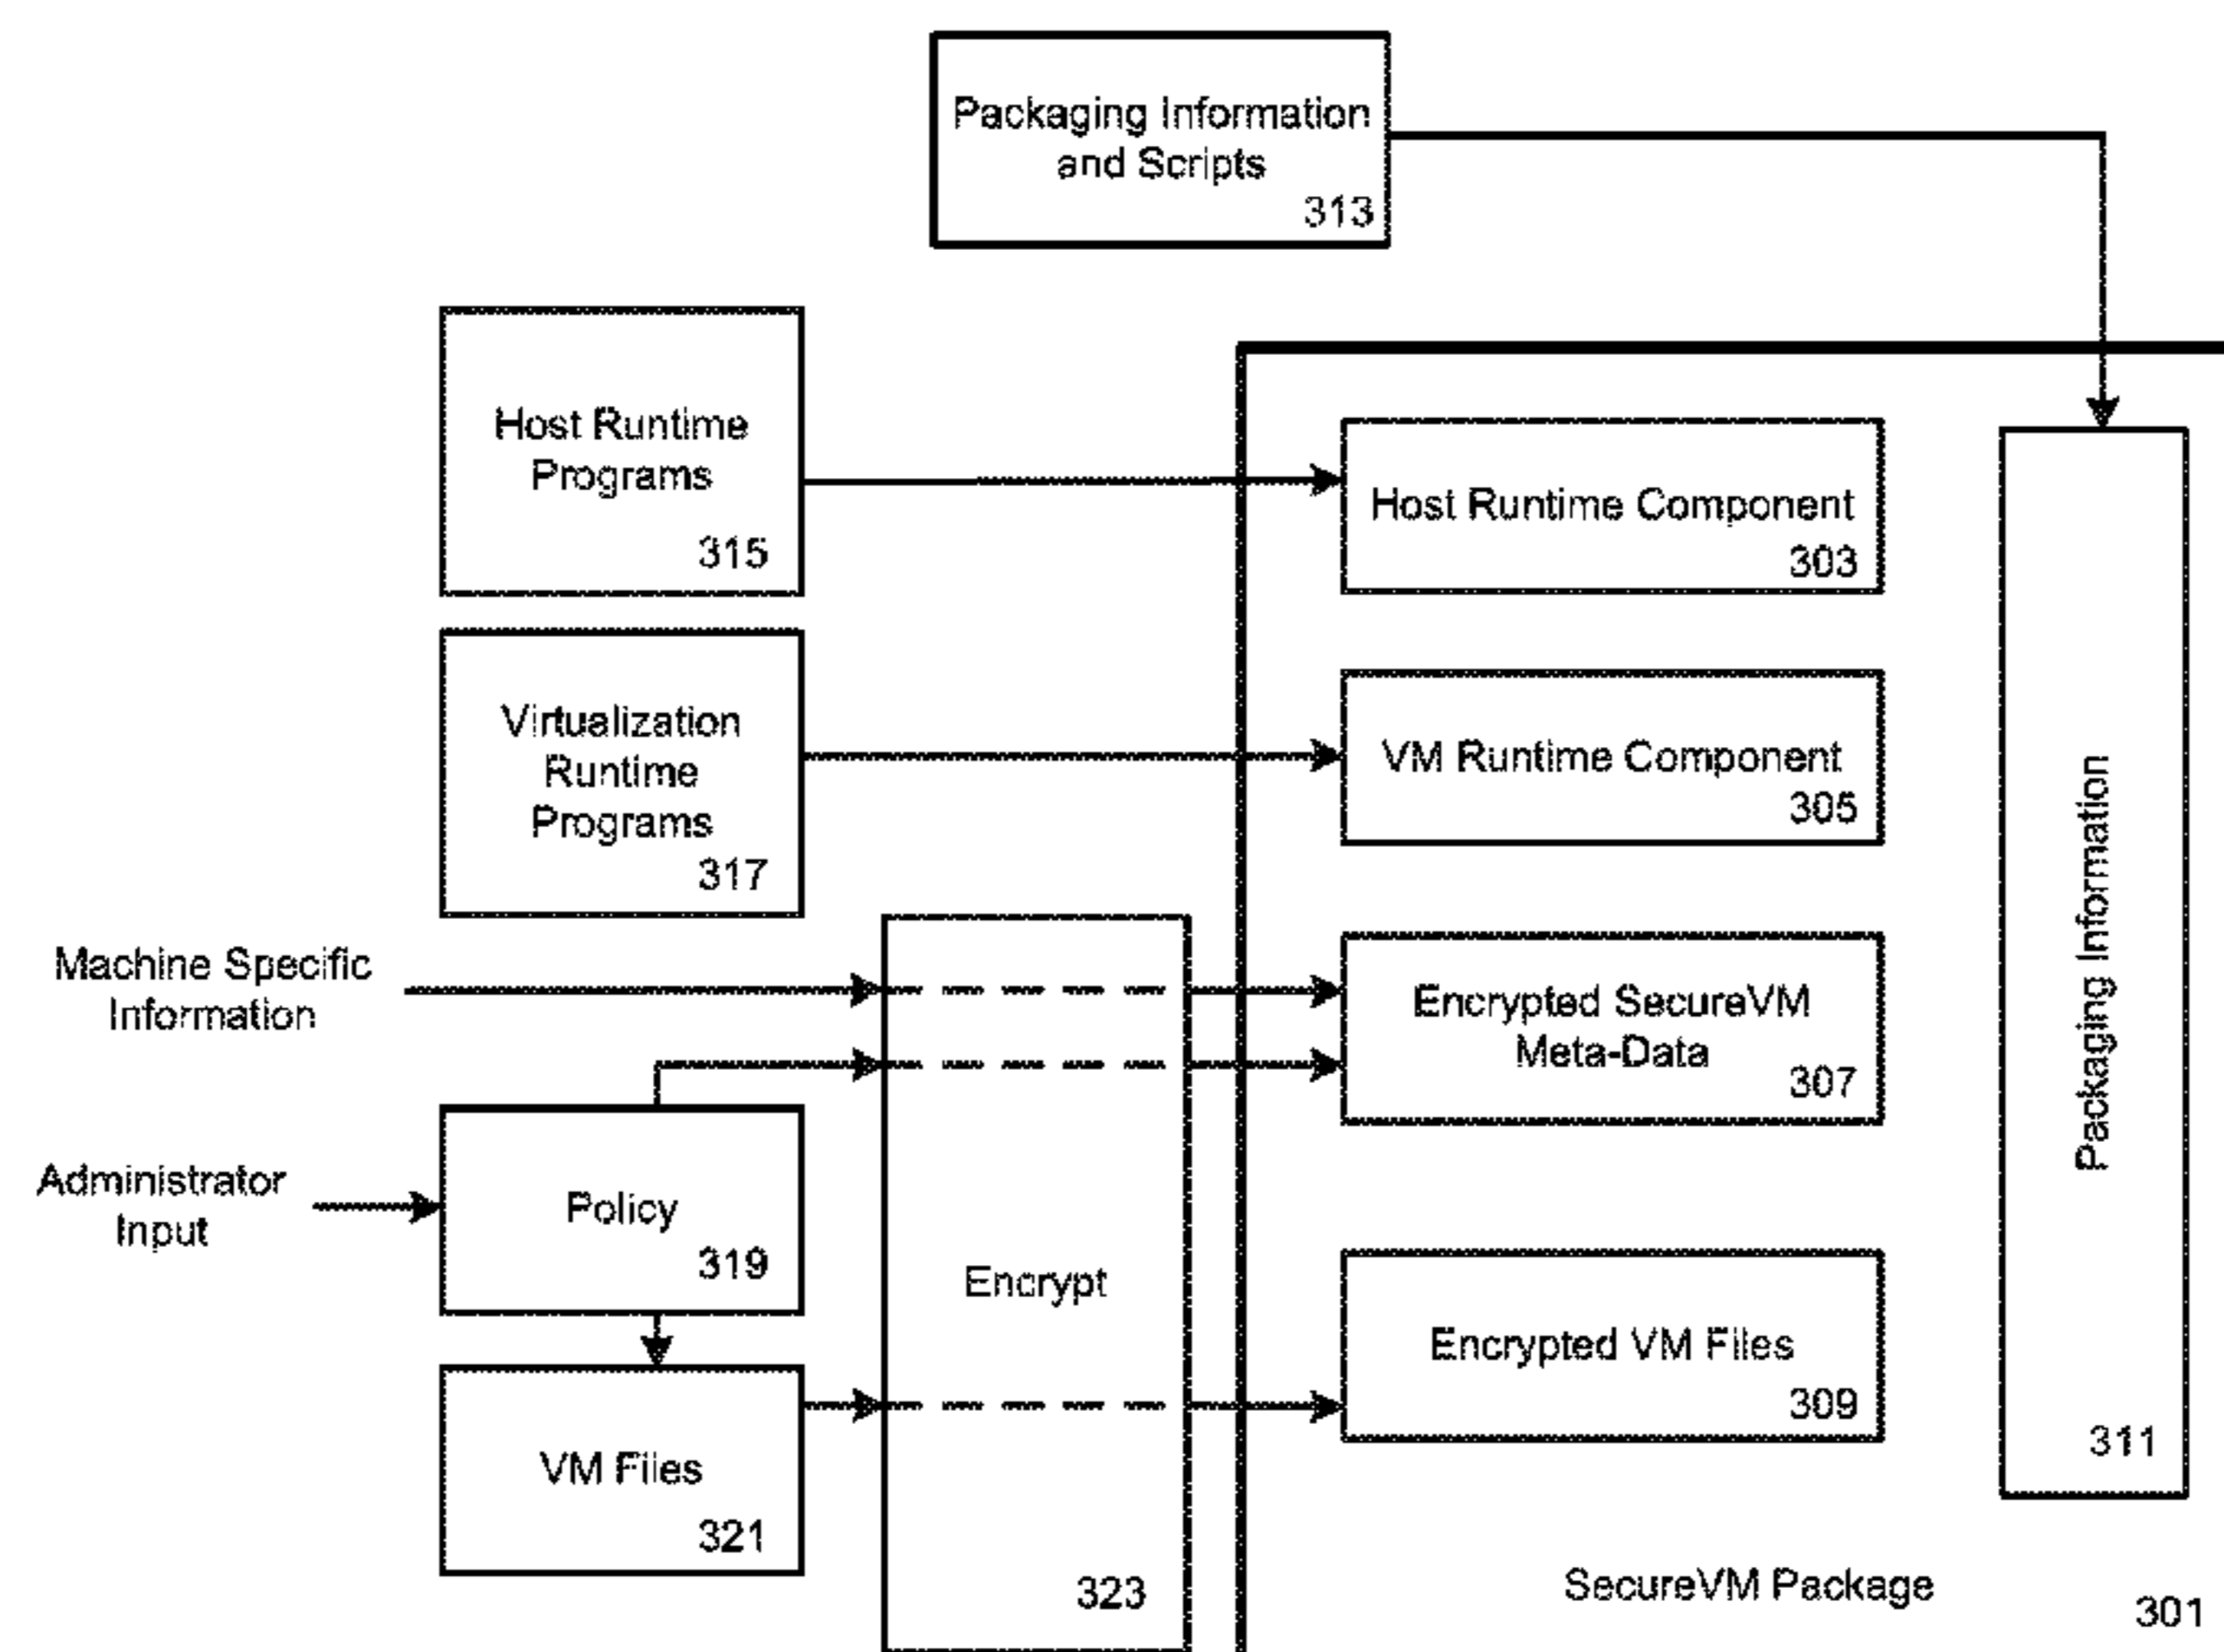 Packaging Information
and Scripts
313
Host Runtime
Programs
315
Host Runtime Component
303
Virtualization
Runtime
Programs
317
VM Runtime Component
305
Machine Specific
Information
Encrypted SecureVM
Meta-Data
307
Administrator
Input
Policy
319
Encrypt
323
VM Files
321
Encrypted VM Files
309
Packaging Information
311
SecureVM Package
301